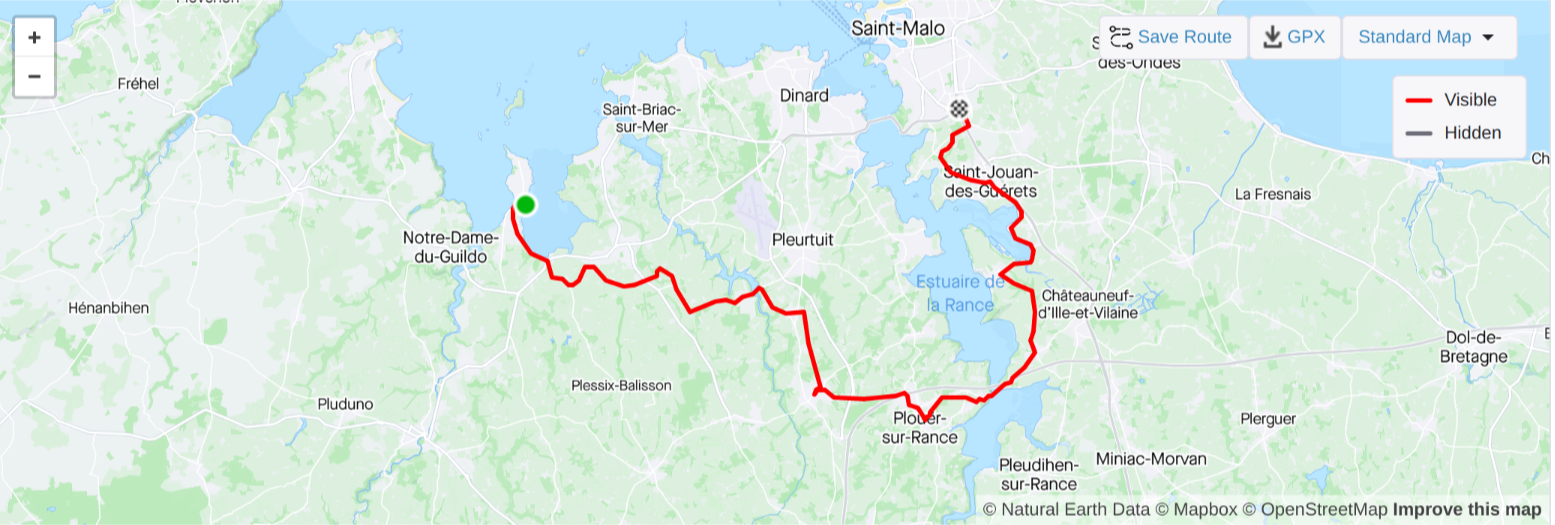 Saint-Malo
+
−
Save Route
GPX
Standard Map
des-Ondes
Fréhel
Dinard
Saint-Briac-
sur-Mer
Visible
Hidden
Ch
Saint-Jouan-
des-Guérets
La Fresnais
Notre-Dame-
du-Guildo
Pleurtuit
Estuaire de
la Rance
Châteauneuf-
d'Ille-et-Vilaine
Hénanbihen
Dol-de-
Bretagne
Plessix-Balisson
Pluduno
Plouër-
sur-Rance
Plerguer
Pleudihen-
sur-Rance
Miniac-Morvan
© Natural Earth Data © Mapbox © OpenStreetMap Improve this map